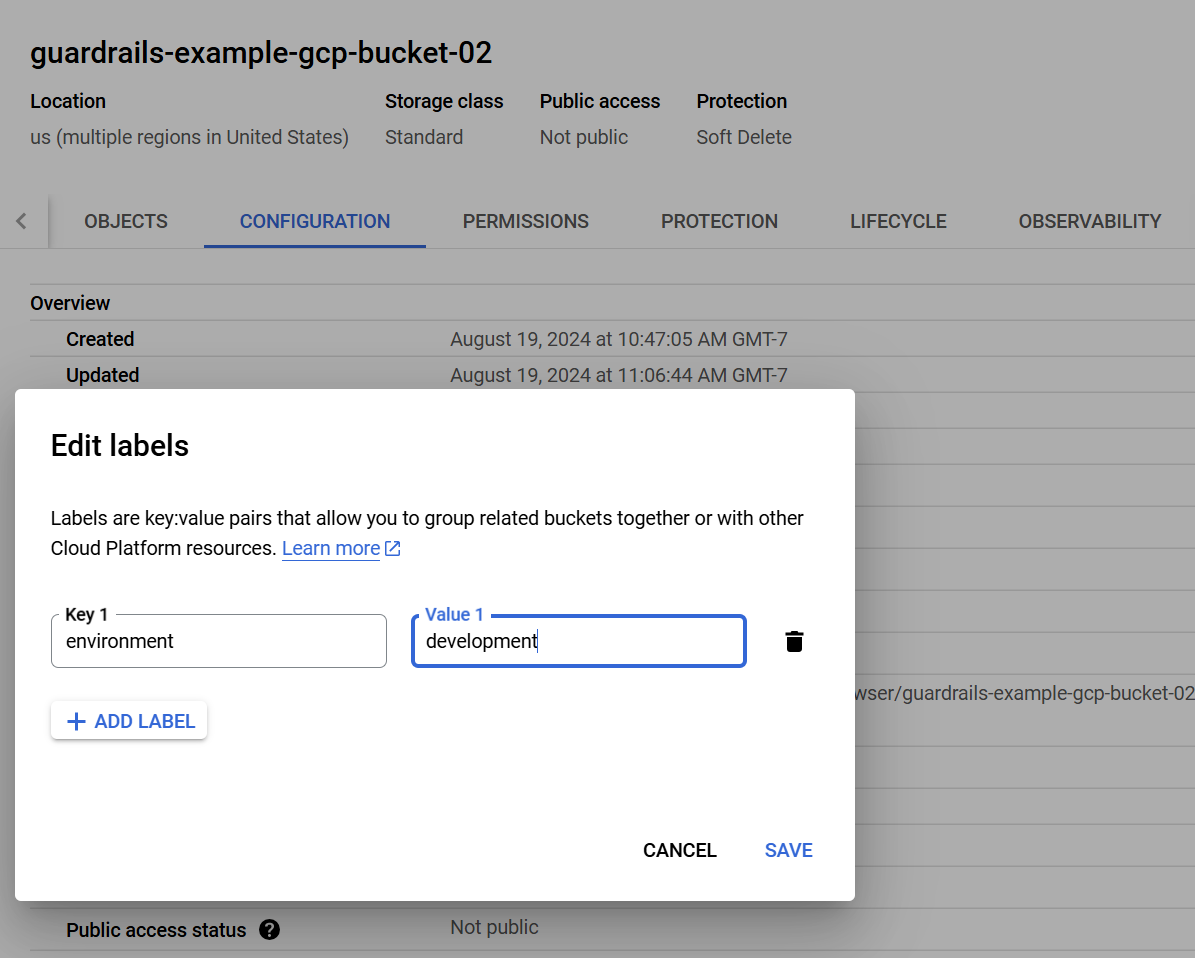 guardrails-example-gcp-bucket-02
Location Storage class Public access Protection
us (multiple regions in United States) Standard Not public Soft Delete
OBJECTS CONFIGURATION PERMISSIONS PROTECTION LIFECYCLE OBSERVABILITY
Overview
Created August 19, 2024 at 10:47:05 AM GMT-7
Updated August 19, 2024 at 11:06:44 AM GMT-7
Edit labels
Labels are key:value pairs that allow you to group related buckets together or with other
Cloud Platform resources. Learn more
Key 1 Value 1
environment development
wser/guardrails-example-gcp-bucket-02
+ ADD LABEL
CANCEL SAVE
Public access status ? Not public